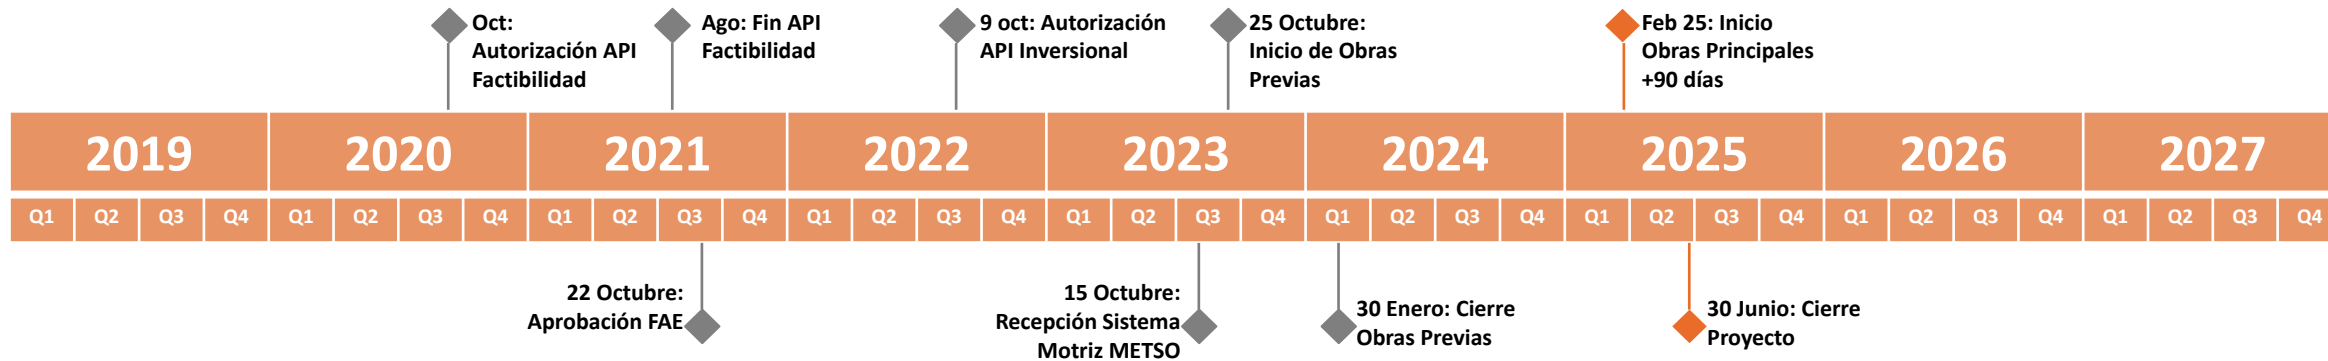 Oct:
Autorización API
Factibilidad
Ago: Fin API
Factibilidad
9 oct: Autorización
API Inversional
25 Octubre:
Inicio de Obras
Previas
Feb 25: Inicio
Obras Principales
+90 días
2019 2020 2021 2022 2023 2024 2025 2026 2027
Q1 Q2 Q3 Q4 Q1 Q2 Q3 Q4 Q1 Q2 Q3 Q4 Q1 Q2 Q3 Q4 Q1 Q2 Q3 Q4 Q1 Q2 Q3 Q4 Q1 Q2 Q3 Q4 Q1 Q2 Q3 Q4 Q1 Q2 Q3 Q4
22 Octubre:
Aprobación FAE
15 Octubre:
Recepción Sistema
Motriz METSO
30 Enero: Cierre
Obras Previas
30 Junio: Cierre
Proyecto